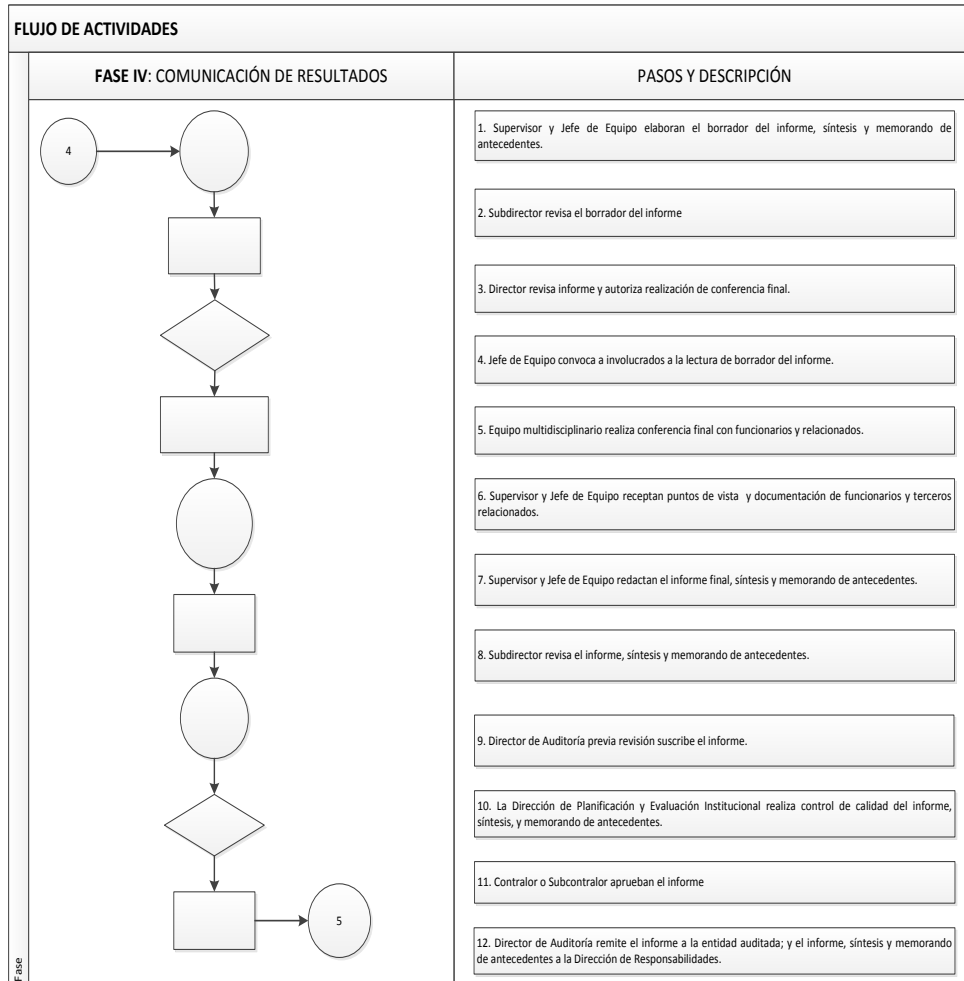 FLUJO DE ACTIVIDADES
FASE IV: COMUNICACIÓN DE RESULTADOS
PASOS Y DESCRIPCIÓN
4
1. Supervisor y Jefe de Equipo elaboran el borrador del informe, síntesis y memorando de
antecedentes.
2. Subdirector revisa el borrador del informe
3. Director revisa informe y autoriza realización de conferencia final.
4. Jefe de Equipo convoca a involucrados a la lectura de borrador del informe.
5. Equipo multidisciplinario realiza conferencia final con funcionarios y relacionados.
6. Supervisor y Jefe de Equipo receptan puntos de vista y documentación de funcionarios y terceros
relacionados.
7. Supervisor y Jefe de Equipo redactan el informe final, síntesis y memorando de antecedentes.
8. Subdirector revisa el informe, síntesis y memorando de antecedentes.
9. Director de Auditoría previa revisión suscribe el informe.
10. La Dirección de Planificación y Evaluación Institucional realiza control de calidad del informe,
síntesis, y memorando de antecedentes.
11. Contralor o Subcontralor aprueban el informe
5
12. Director de Auditoría remite el informe a la entidad auditada; y el informe, síntesis y memorando
de antecedentes a la Dirección de Responsabilidades.
Fase